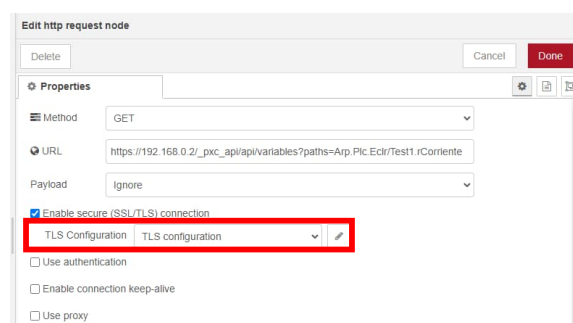 Edit http request node
Delete Cancel Done
Properties
Method GET
URL https://192.168.0.2/_pxc_api/api/variables?paths=Arp.Plc.Eclr/Test1.rCorriente
Payload Ignore
Enable secure (SSL/TLS) connection
TLS Configuration TLS configuration
Use authentication
Enable connection keep-alive
Use proxy